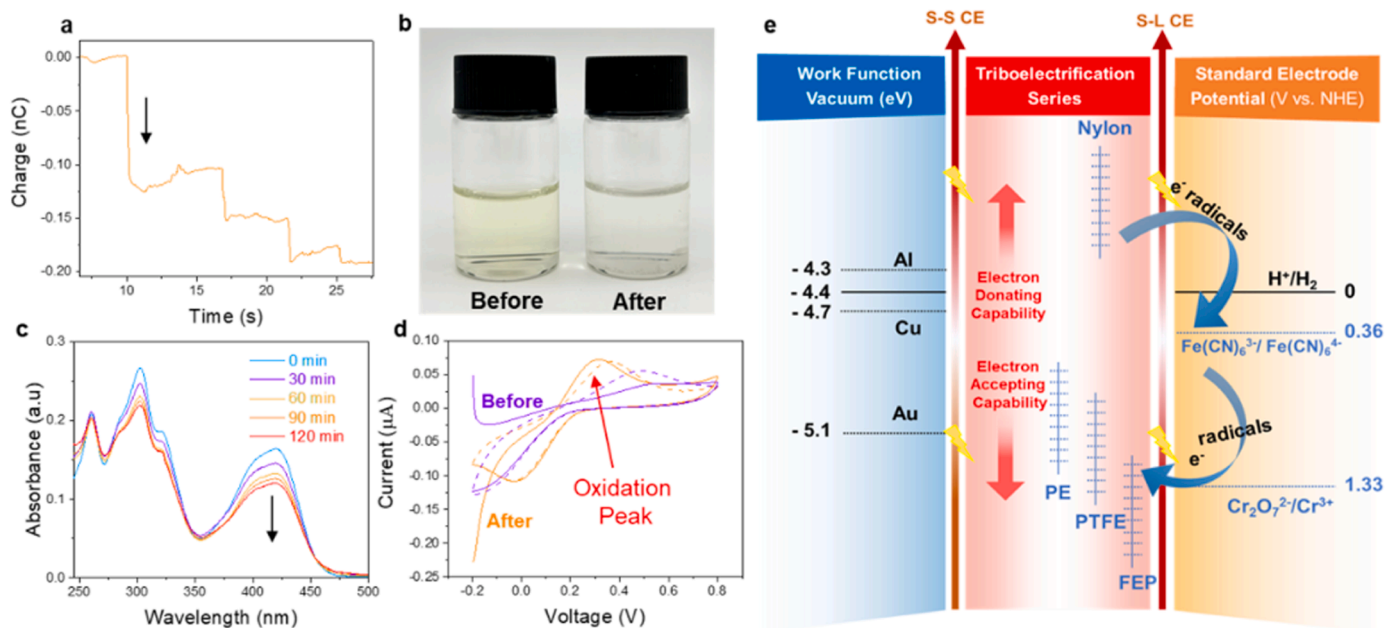 a
0.00
-0.05
-0.10
-0.15
-0.20
Charge (nC)
10
15
20
25
Time (s)
b
Before
After
c
0.3
0.2
0.1
0.0
Absorbance (a.u)
0 min
30 min
60 min
90 min
120 min
250
300
350
400
450
500
Wavelength (nm)
d
0.10
0.05
0.00
-0.05
-0.10
-0.15
-0.20
-0.25
Current (µA)
Before
After
Oxidation
Peak
-0.2
0.0
0.2
0.4
0.6
0.8
Voltage (V)
e
S-S CE
S-L CE
Work Function
Vacuum (eV)
Triboelectrification
Series
Standard Electrode
Potential (V vs. NHE)
- 4.3
- 4.4
- 4.7
- 5.1
Al
Cu
Au
Electron
Donating
Capability
Electron
Accepting
Capability
Nylon
PE
PTFE
FEP
e⁻ radicals
H⁺/H₂
0
0.36
Fe(CN)₆³⁻/ Fe(CN)₆⁴⁻
radicals
e⁻
1.33
Cr₂O₇²⁻/Cr³⁺